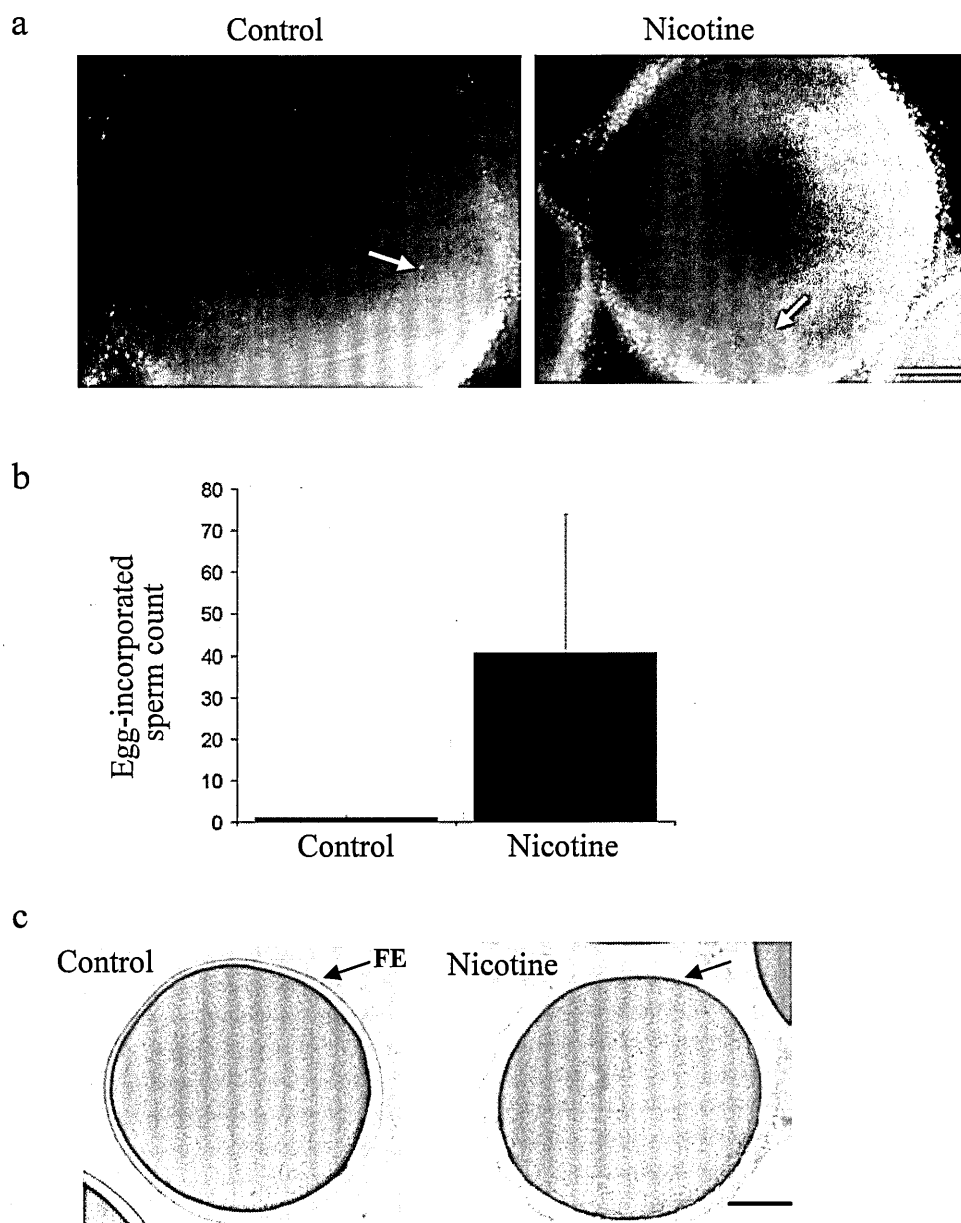 a
Control Nicotine
b
80
70
60
50
40
30
20
10
0
Egg-incorporated
sperm count
Control Nicotine
c
Control FE Nicotine